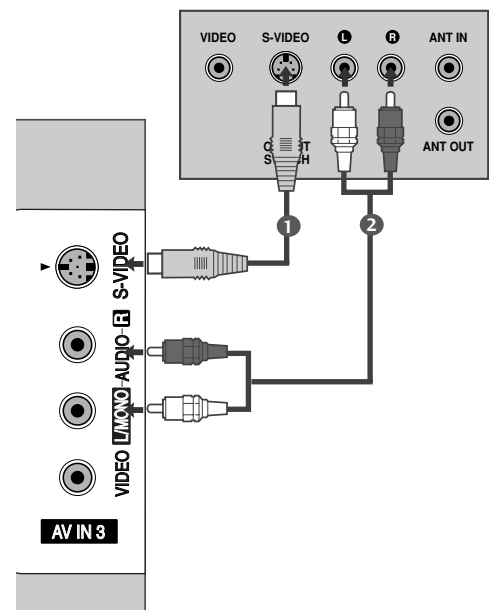 VIDEO S-VIDEO L R ANT IN
ANT OUT
1
2
S-VIDEO
VIDEO L/MONO AUDIO R
AV IN 3